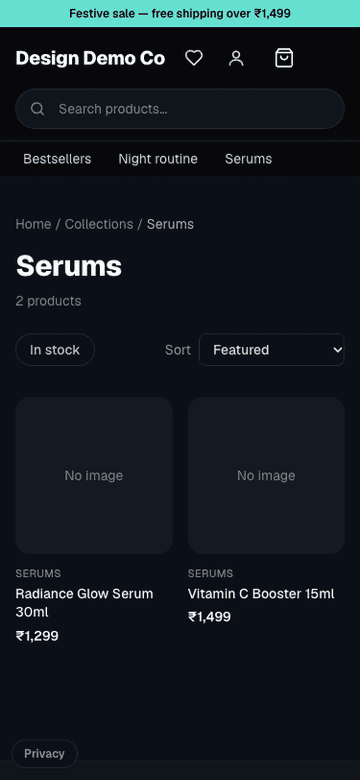 Festive sale — free shipping over ₹1,499
Design Demo Co
Search products...
Bestsellers Night routine Serums
Home / Collections / Serums
Serums
2 products
In stock Sort Featured
No image No image
SERUMS SERUMS
Radiance Glow Serum 30ml Vitamin C Booster 15ml
₹1,299 ₹1,499
Privacy